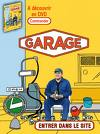 A découvrir
en DVD
Commander
GARAGE
ENTRER DANS LE SITE